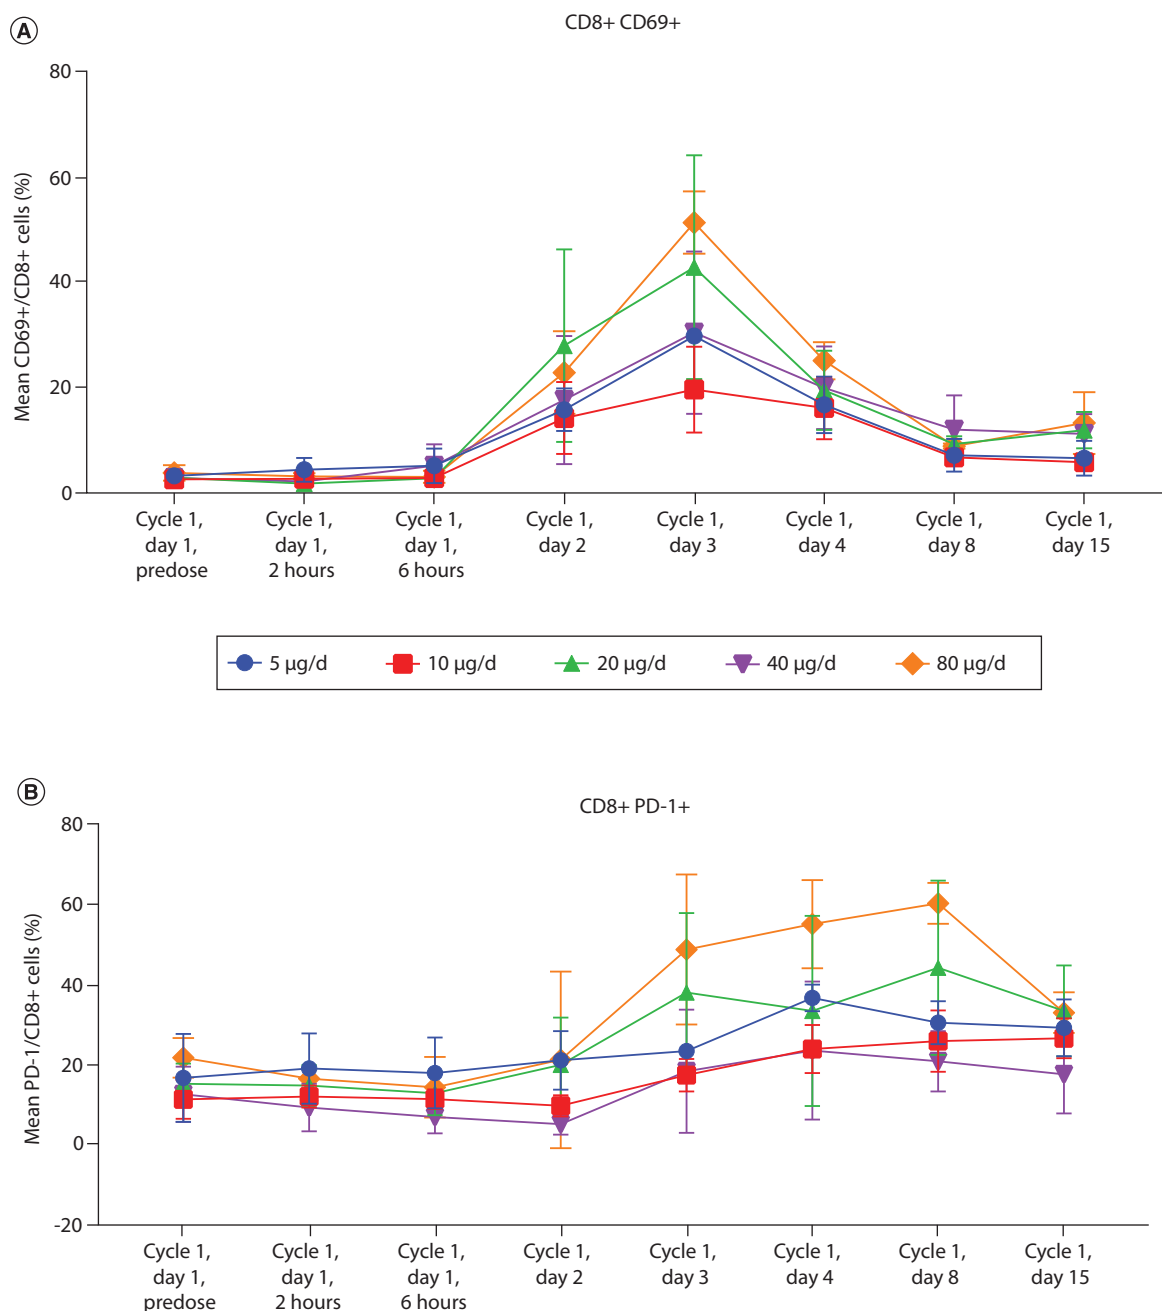 A
CD8+ CD69+
Mean CD69+/CD8+ cells (%)
80
60
40
20
0
Cycle 1,
day 1,
predose
Cycle 1,
day 1,
2 hours
Cycle 1,
day 1,
6 hours
Cycle 1,
day 2
Cycle 1,
day 3
Cycle 1,
day 4
Cycle 1,
day 8
Cycle 1,
day 15
5 µg/d 10 µg/d 20 µg/d 40 µg/d 80 µg/d
B
CD8+ PD-1+
Mean PD-1/CD8+ cells (%)
80
60
40
20
0
-20
Cycle 1,
day 1,
predose
Cycle 1,
day 1,
2 hours
Cycle 1,
day 1,
6 hours
Cycle 1,
day 2
Cycle 1,
day 3
Cycle 1,
day 4
Cycle 1,
day 8
Cycle 1,
day 15